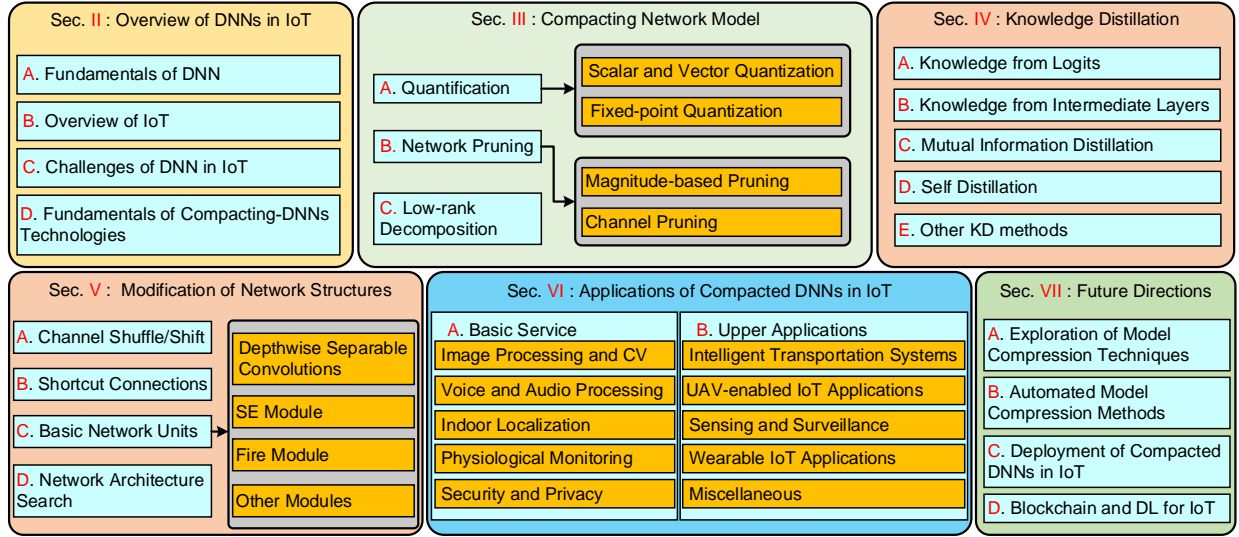 Sec. II : Overview of DNNs in IoT
A. Fundamentals of DNN
B. Overview of IoT
C. Challenges of DNN in IoT
D. Fundamentals of Compacting-DNNs
Technologies
Sec. III : Compacting Network Model
A. Quantification
Scalar and Vector Quantization
Fixed-point Quantization
B. Network Pruning
Magnitude-based Pruning
Channel Pruning
C. Low-rank
Decomposition
Sec. IV : Knowledge Distillation
A. Knowledge from Logits
B. Knowledge from Intermediate Layers
C. Mutual Information Distillation
D. Self Distillation
E. Other KD methods
Sec. V : Modification of Network Structures
A. Channel Shuffle/Shift
B. Shortcut Connections
C. Basic Network Units
D. Network Architecture
Search
Depthwise Separable
Convolutions
SE Module
Fire Module
Other Modules
Sec. VI : Applications of Compacted DNNs in IoT
A. Basic Service
Image Processing and CV
Voice and Audio Processing
Indoor Localization
Physiological Monitoring
Security and Privacy
B. Upper Applications
Intelligent Transportation Systems
UAV-enabled IoT Applications
Sensing and Surveillance
Wearable IoT Applications
Miscellaneous
Sec. VII : Future Directions
A. Exploration of Model
Compression Techniques
B. Automated Model
Compression Methods
C. Deployment of Compacted
DNNs in IoT
D. Blockchain and DL for IoT